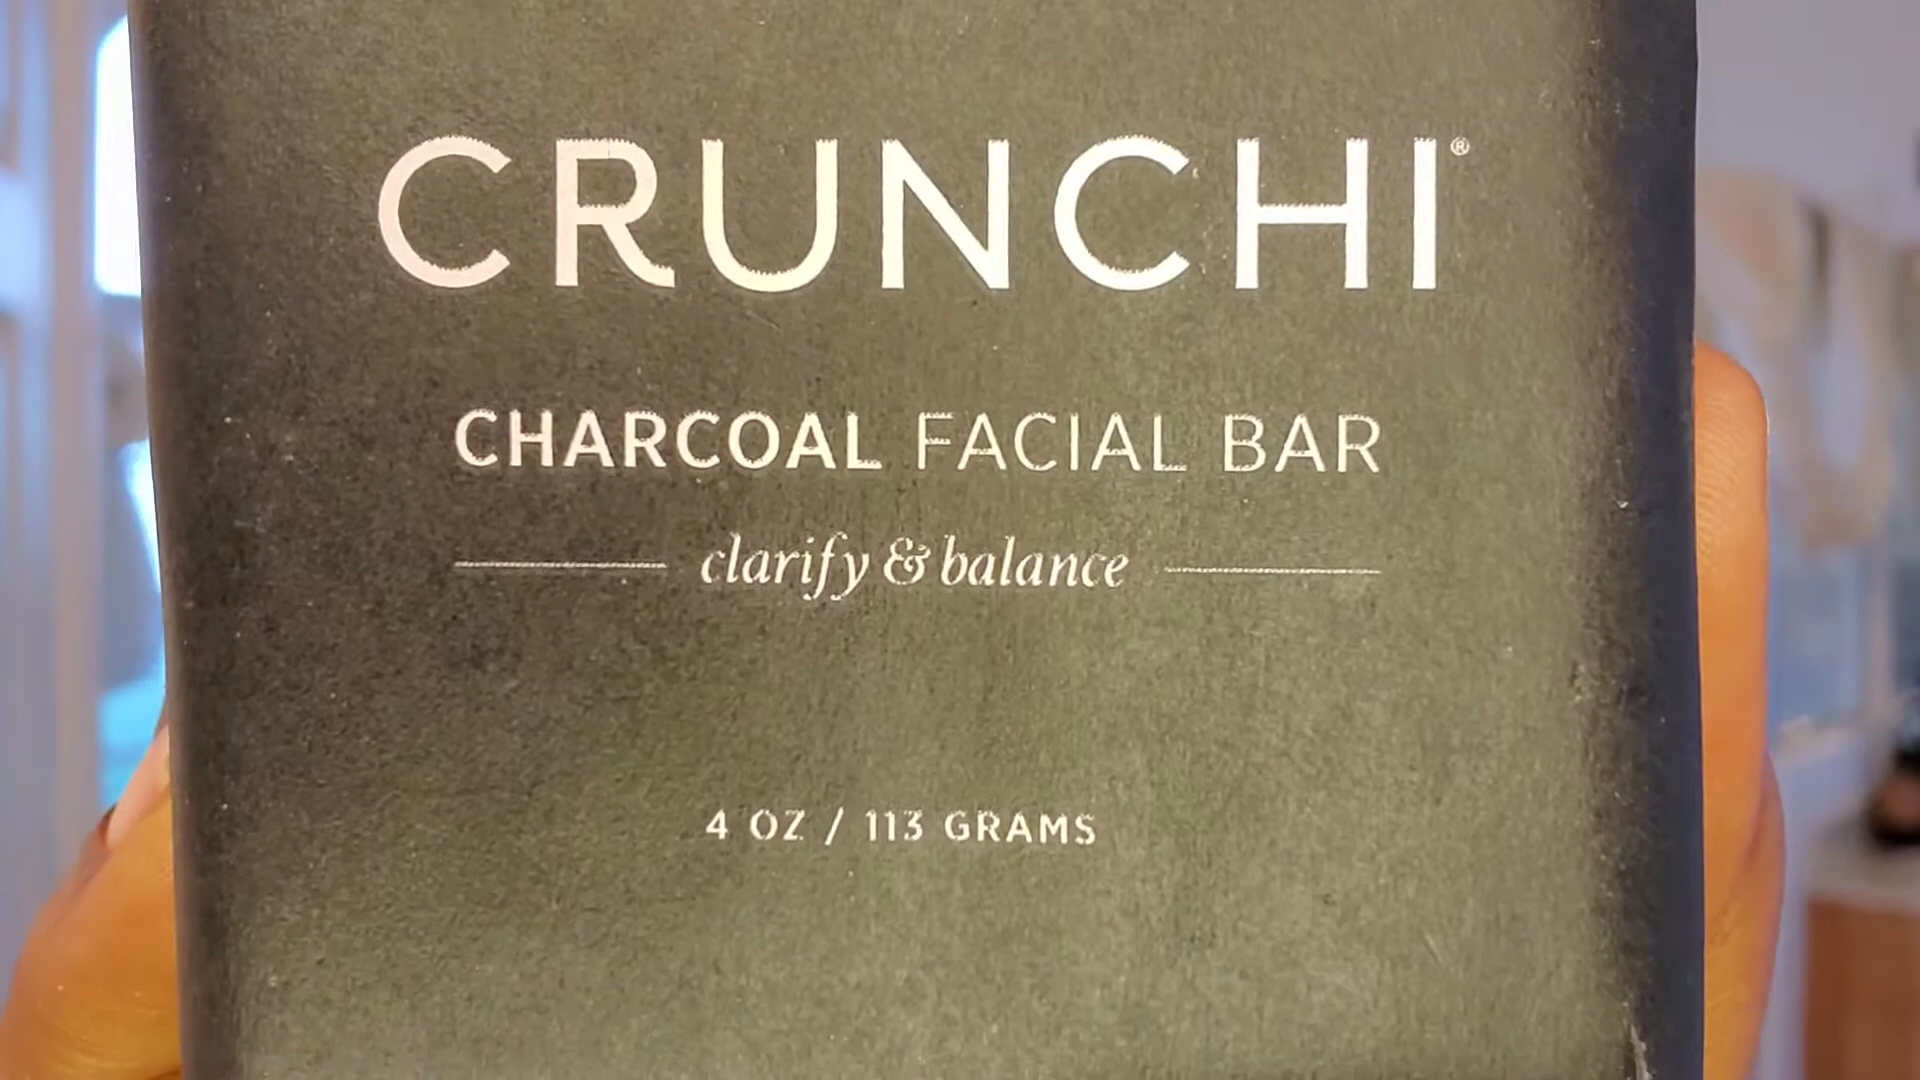 CRUNCHI®
CHARCOAL FACIAL BAR
clarify & balance
4 OZ / 113 GRAMS